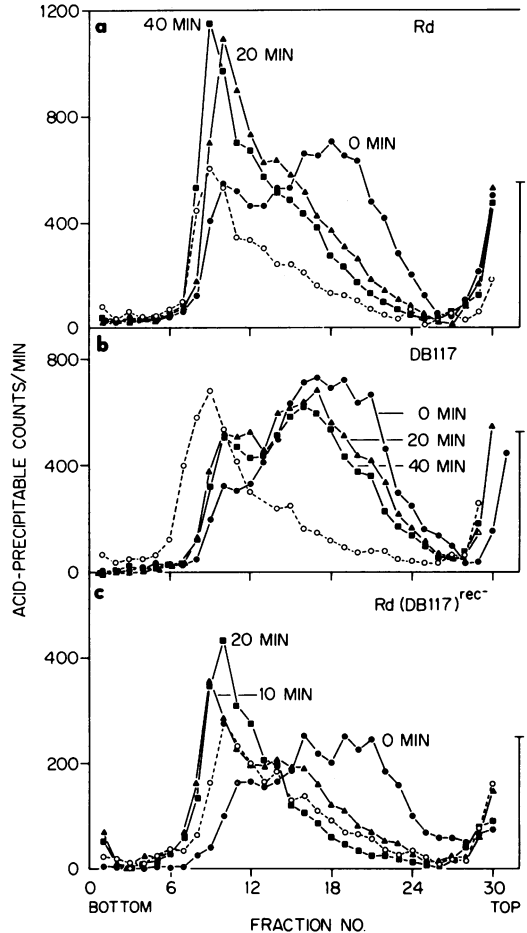 a
Rd
40 MIN
20 MIN
0 MIN
1200
800
400
0
b
DB117
0 MIN
20 MIN
40 MIN
800
400
0
ACID-PRECIPITABLE COUNTS/MIN
c
Rd (DB117)rec-
20 MIN
10 MIN
0 MIN
400
200
0
0 6 12 18 24 30
BOTTOM FRACTION NO. TOP